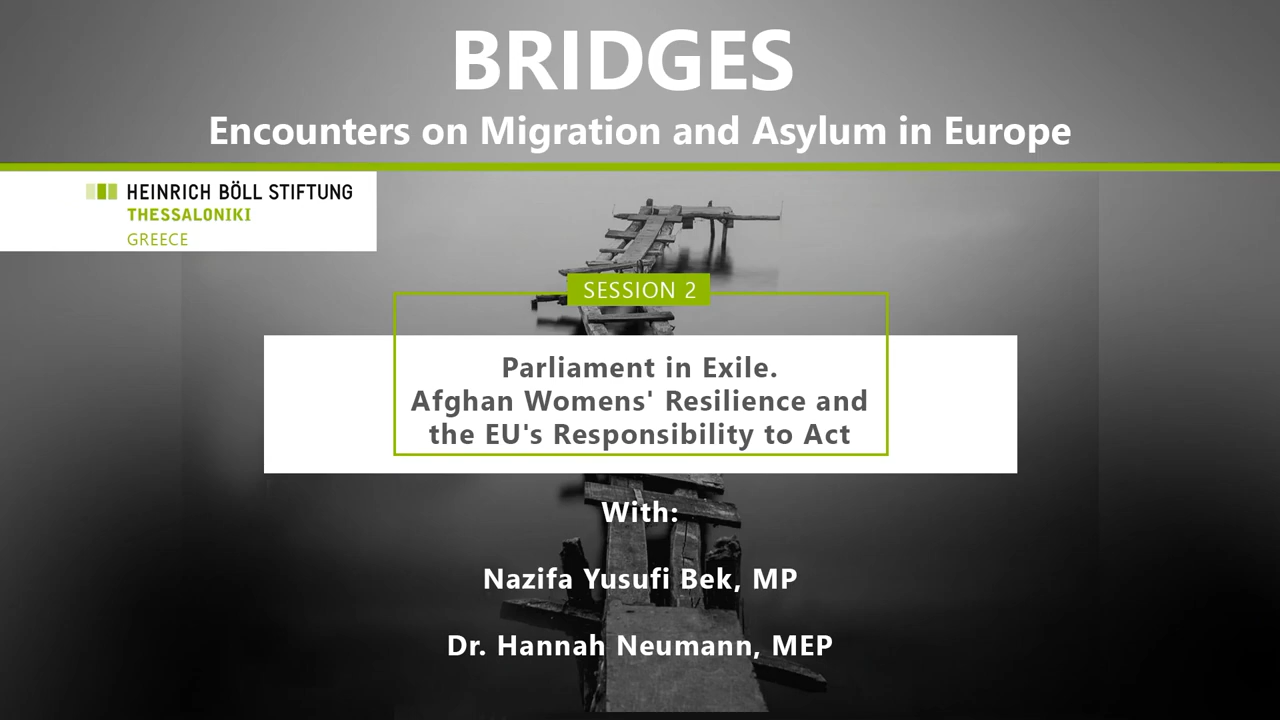 BRIDGES
Encounters on Migration and Asylum in Europe
HEINRICH BÖLL STIFTUNG
THESSALONIKI
GREECE
SESSION 2
Parliament in Exile.
Afghan Womens' Resilience and
the EU's Responsibility to Act
With:
Nazifa Yusufi Bek, MP
Dr. Hannah Neumann, MEP